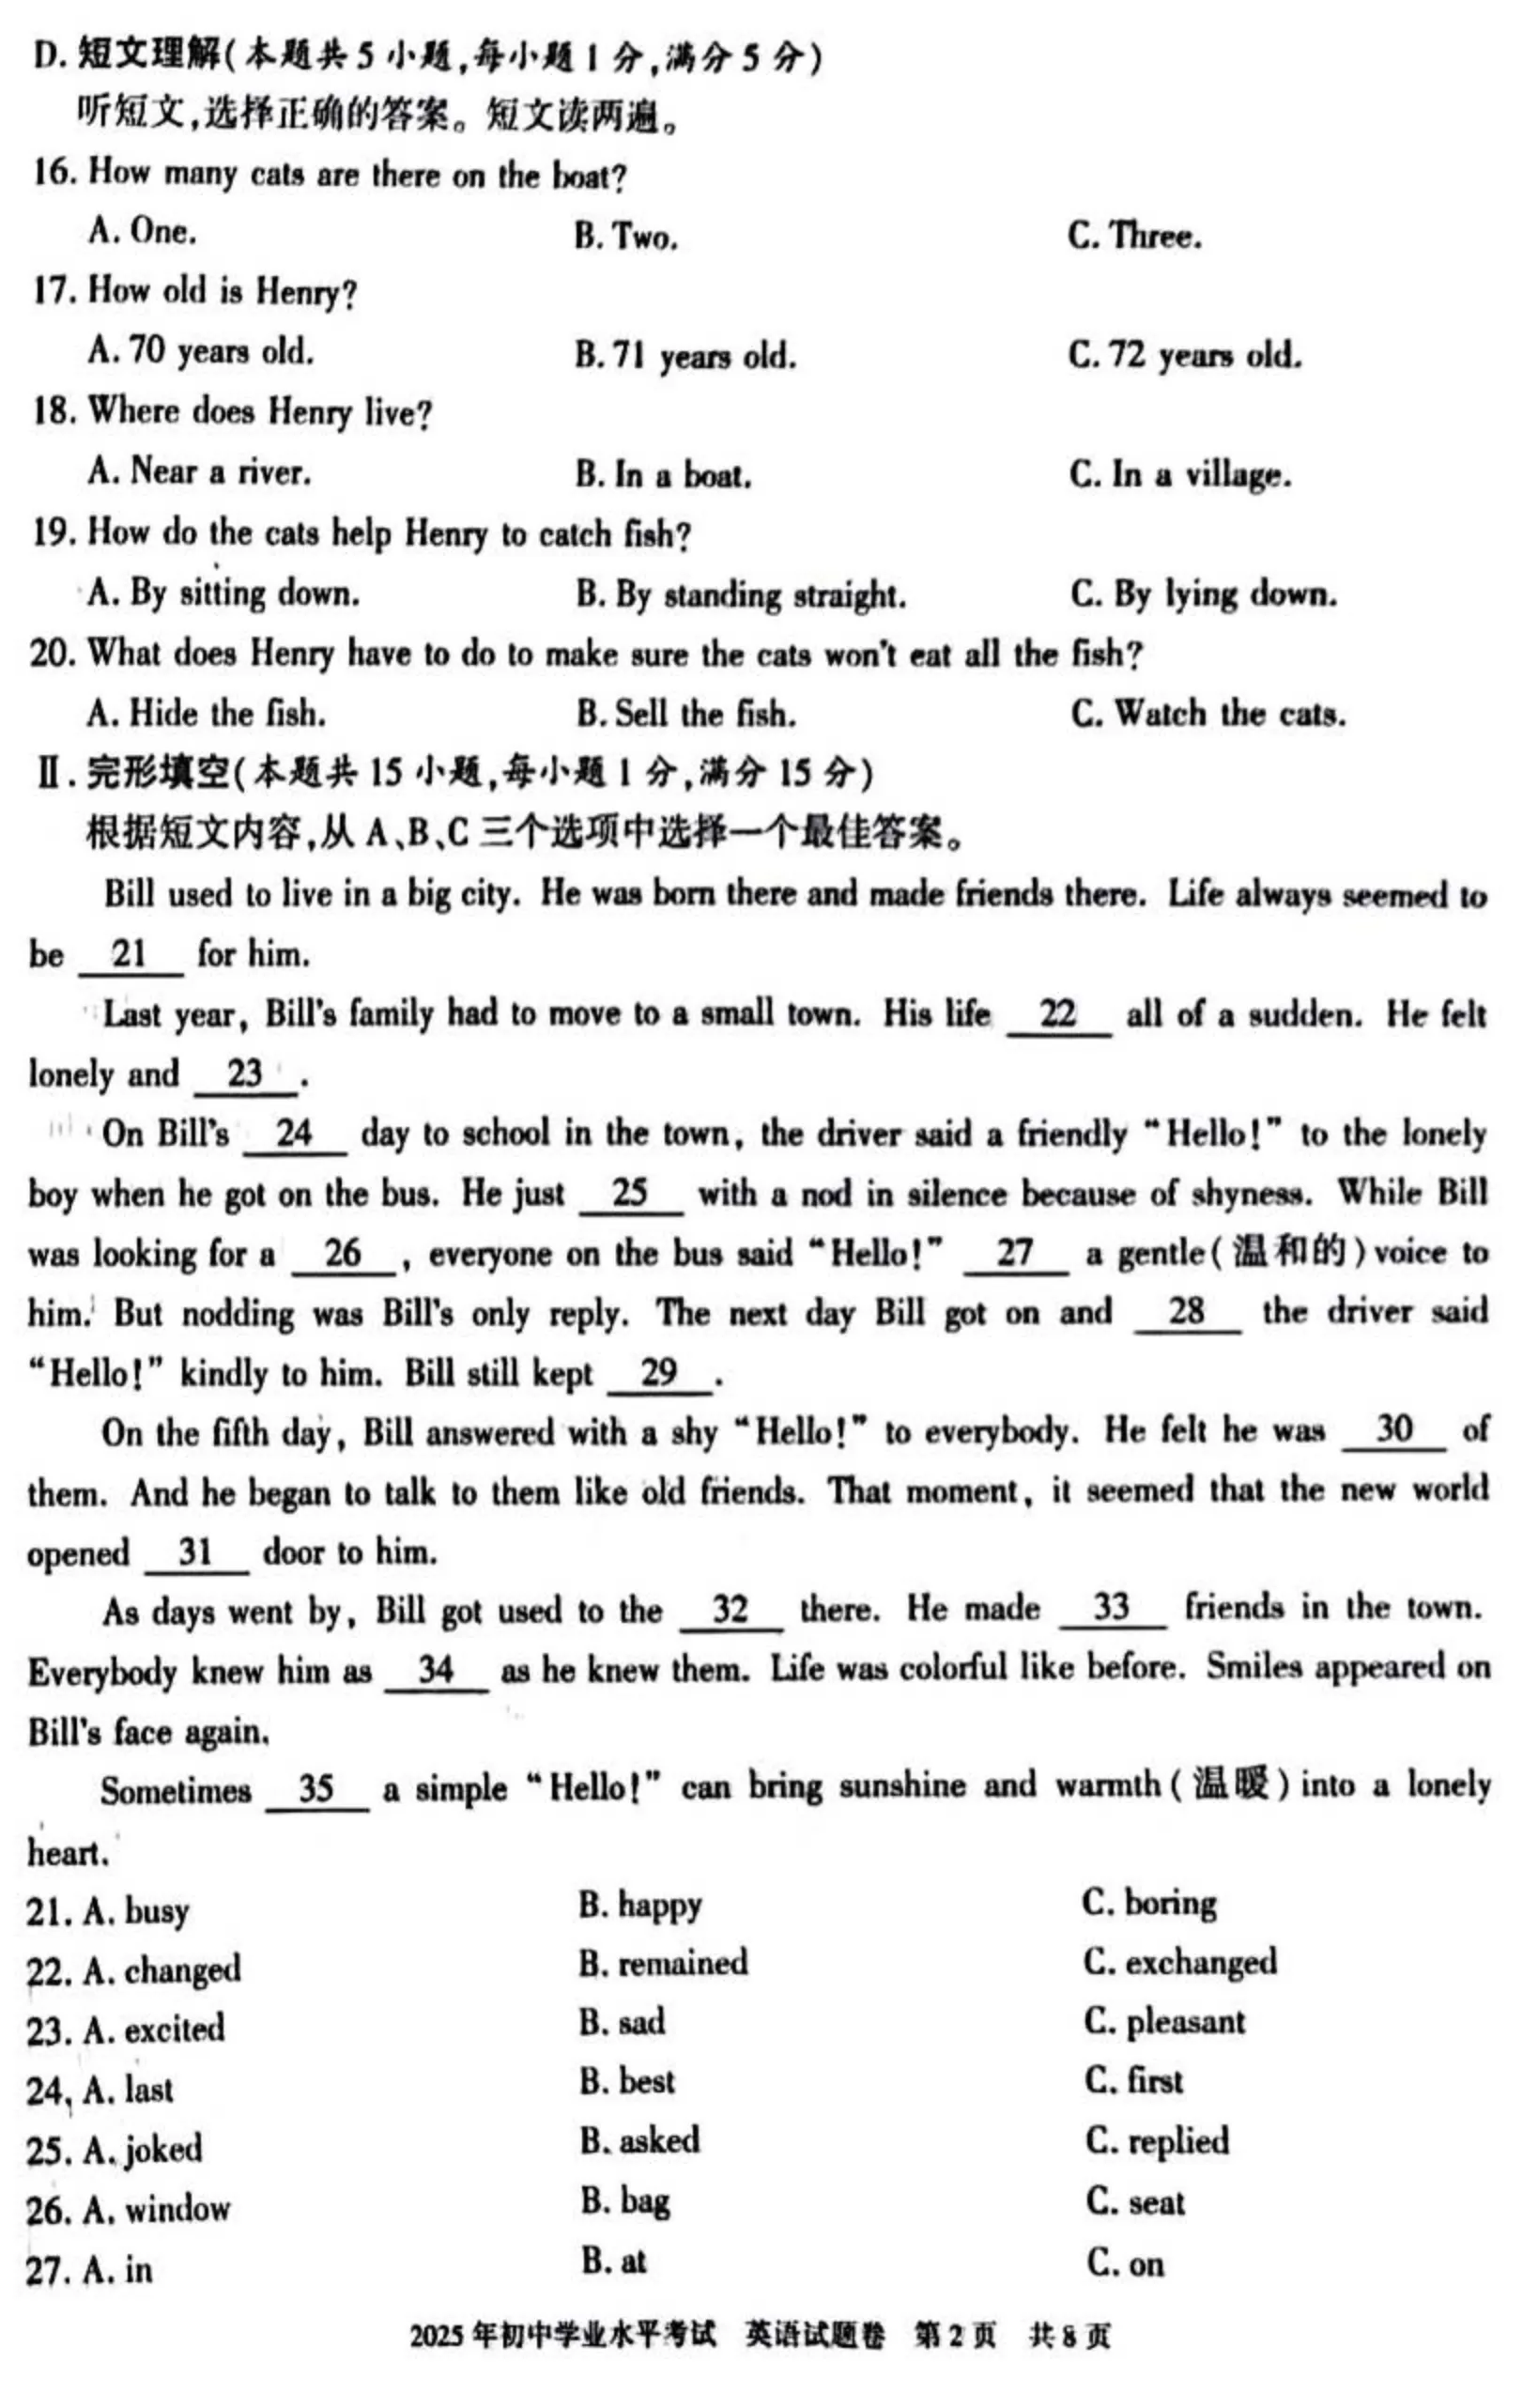 D. 短文理解(本题共5小题,每小题1分,满分5分)
听短文,选择正确的答案。短文读两遍。
16. How many cats are there on the boat?
A. One. B. Two. C. Three.
17. How old is Henry?
A. 70 years old. B. 71 years old. C. 72 years old.
18. Where does Henry live?
A. Near a river. B. In a boat. C. In a village.
19. How do the cats help Henry to catch fish?
A. By sitting down. B. By standing straight. C. By lying down.
20. What does Henry have to do to make sure the cats won't eat all the fish?
A. Hide the fish. B. Sell the fish. C. Watch the cats.
Ⅱ. 完形填空(本题共15小题,每小题1分,满分15分)
根据短文内容,从A、B、C三个选项中选择一个最佳答案。
Bill used to live in a big city. He was born there and made friends there. Life always seemed to
be 21 for him.
Last year, Bill's family had to move to a small town. His life 22 all of a sudden. He felt
lonely and 23 .
On Bill's 24 day to school in the town, the driver said a friendly “Hello!” to the lonely
boy when he got on the bus. He just 25 with a nod in silence because of shyness. While Bill
was looking for a 26 , everyone on the bus said “Hello!” 27 a gentle(温和的)voice to
him. But nodding was Bill's only reply. The next day Bill got on and 28 the driver said
“Hello!” kindly to him. Bill still kept 29 .
On the fifth day, Bill answered with a shy “Hello!” to everybody. He felt he was 30 of
them. And he began to talk to them like old friends. That moment, it seemed that the new world
opened 31 door to him.
As days went by, Bill got used to the 32 there. He made 33 friends in the town.
Everybody knew him as 34 as he knew them. Life was colorful like before. Smiles appeared on
Bill's face again.
Sometimes 35 a simple “Hello!” can bring sunshine and warmth(温暖)into a lonely
heart.
21. A. busy B. happy C. boring
22. A. changed B. remained C. exchanged
23. A. excited B. sad C. pleasant
24. A. last B. best C. first
25. A. joked B. asked C. replied
26. A. window B. bag C. seat
27. A. in B. at C. on
2025年初中学业水平考试 英语试题卷 第2页 共8页